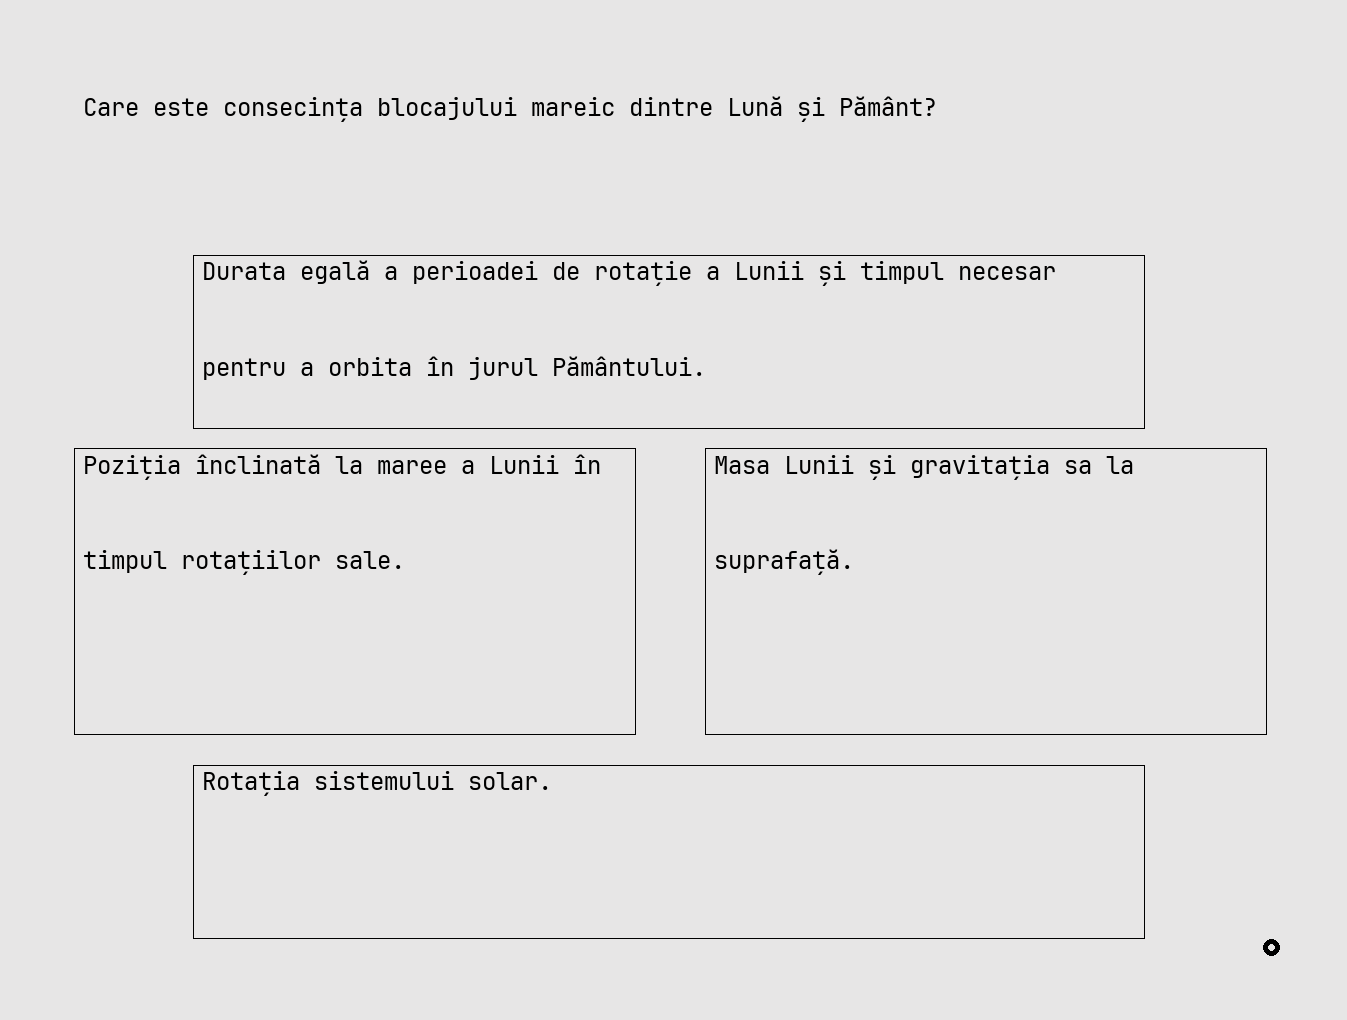 Care este consecința blocajului mareic dintre Lună și Pământ?
Durata egală a perioadei de rotație a Lunii și timpul necesar
pentru a orbita în jurul Pământului.
Poziția înclinată la maree a Lunii în
timpul rotațiilor sale.
Masa Lunii și gravitația sa la
suprafață.
Rotația sistemului solar.